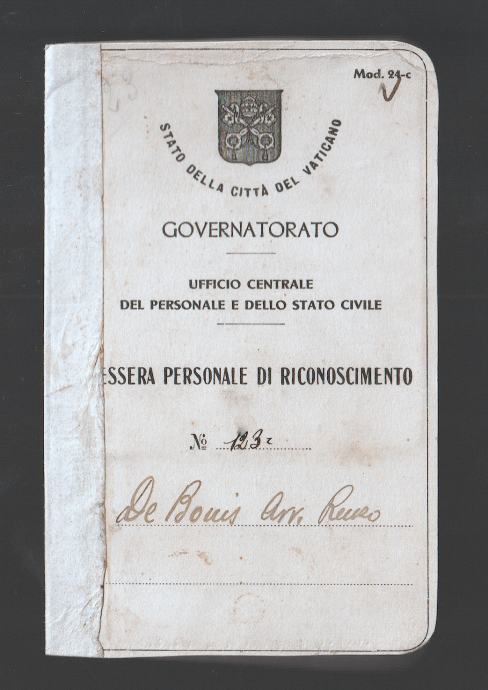 Mod. 24-c
STATO DELLA CITTÀ DEL VATICANO
GOVERNATORATO
UFFICIO CENTRALE
DEL PERSONALE E DELLO STATO CIVILE
ESSERA PERSONALE DI RICONOSCIMENTO
Nº 123
De Bonis Avv. Renzo